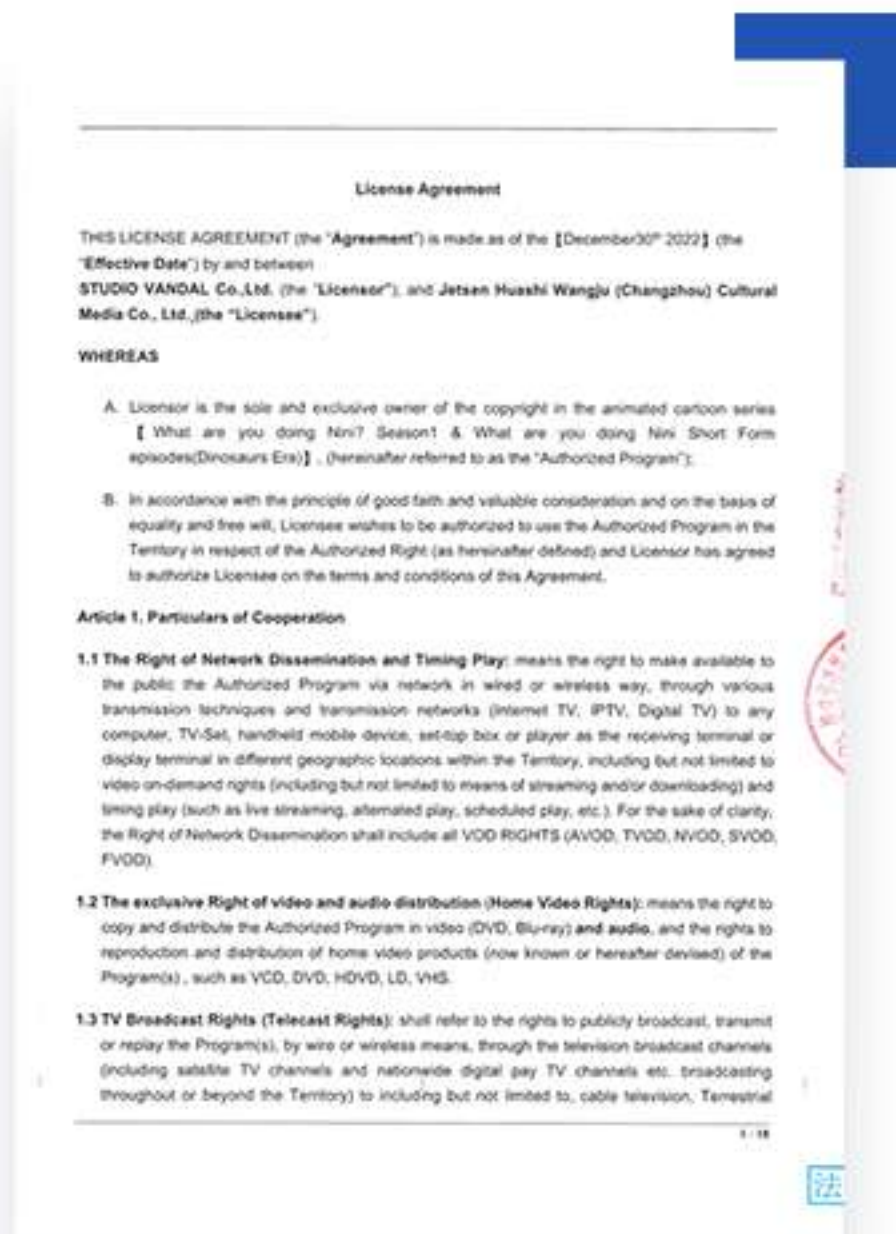 License Agreement
THIS LICENSE AGREEMENT (the "Agreement") is made as of the 【December30th 2022】 (the
"Effective Date") by and between
STUDIO VANDAL Co.,Ltd. (the "Licensor"), and Jetsen Huashi Wangju (Changzhou) Cultural
Media Co., Ltd.,(the "Licensee")
WHEREAS
A. Licensor is the sole and exclusive owner of the copyright in the animated cartoon series
【 What are you doing Nini? Season1 & What are you doing Nini Short Form
episodes(Dinosaurs Era)】 , (hereinafter referred to as the "Authorized Program");
B. In accordance with the principle of good faith and valuable consideration and on the basis of
equality and free will, Licensee wishes to be authorized to use the Authorized Program in the
Territory in respect of the Authorized Right (as hereinafter defined) and Licensor has agreed
to authorize Licensee on the terms and conditions of this Agreement.
Article 1. Particulars of Cooperation
1.1 The Right of Network Dissemination and Timing Play: means the right to make available to
the public the Authorized Program via network in wired or wireless way, through various
transmission techniques and transmission networks (Internet TV, IPTV, Digital TV) to any
computer, TV-Set, handheld mobile device, set-top box or player as the receiving terminal or
display terminal in different geographic locations within the Territory, including but not limited to
video on-demand rights (including but not limited to means of streaming and/or downloading) and
timing play (such as live streaming, alternated play, scheduled play, etc.). For the sake of clarity,
the Right of Network Dissemination shall include all VOD RIGHTS (AVOD, TVOD, NVOD, SVOD,
FVOD).
1.2 The exclusive Right of video and audio distribution (Home Video Rights): means the right to
copy and distribute the Authorized Program in video (DVD, Blu-ray) and audio, and the rights to
reproduction and distribution of home video products (now known or hereafter devised) of the
Program(s) , such as VCD, DVD, HDVD, LD, VHS.
1.3 TV Broadcast Rights (Telecast Rights): shall refer to the rights to publicly broadcast, transmit
or replay the Program(s), by wire or wireless means, through the television broadcast channels
(including satellite TV channels and nationwide digital pay TV channels etc. broadcasting
throughout or beyond the Territory) to including but not limited to, cable television, Terrestrial
1 - 18
法